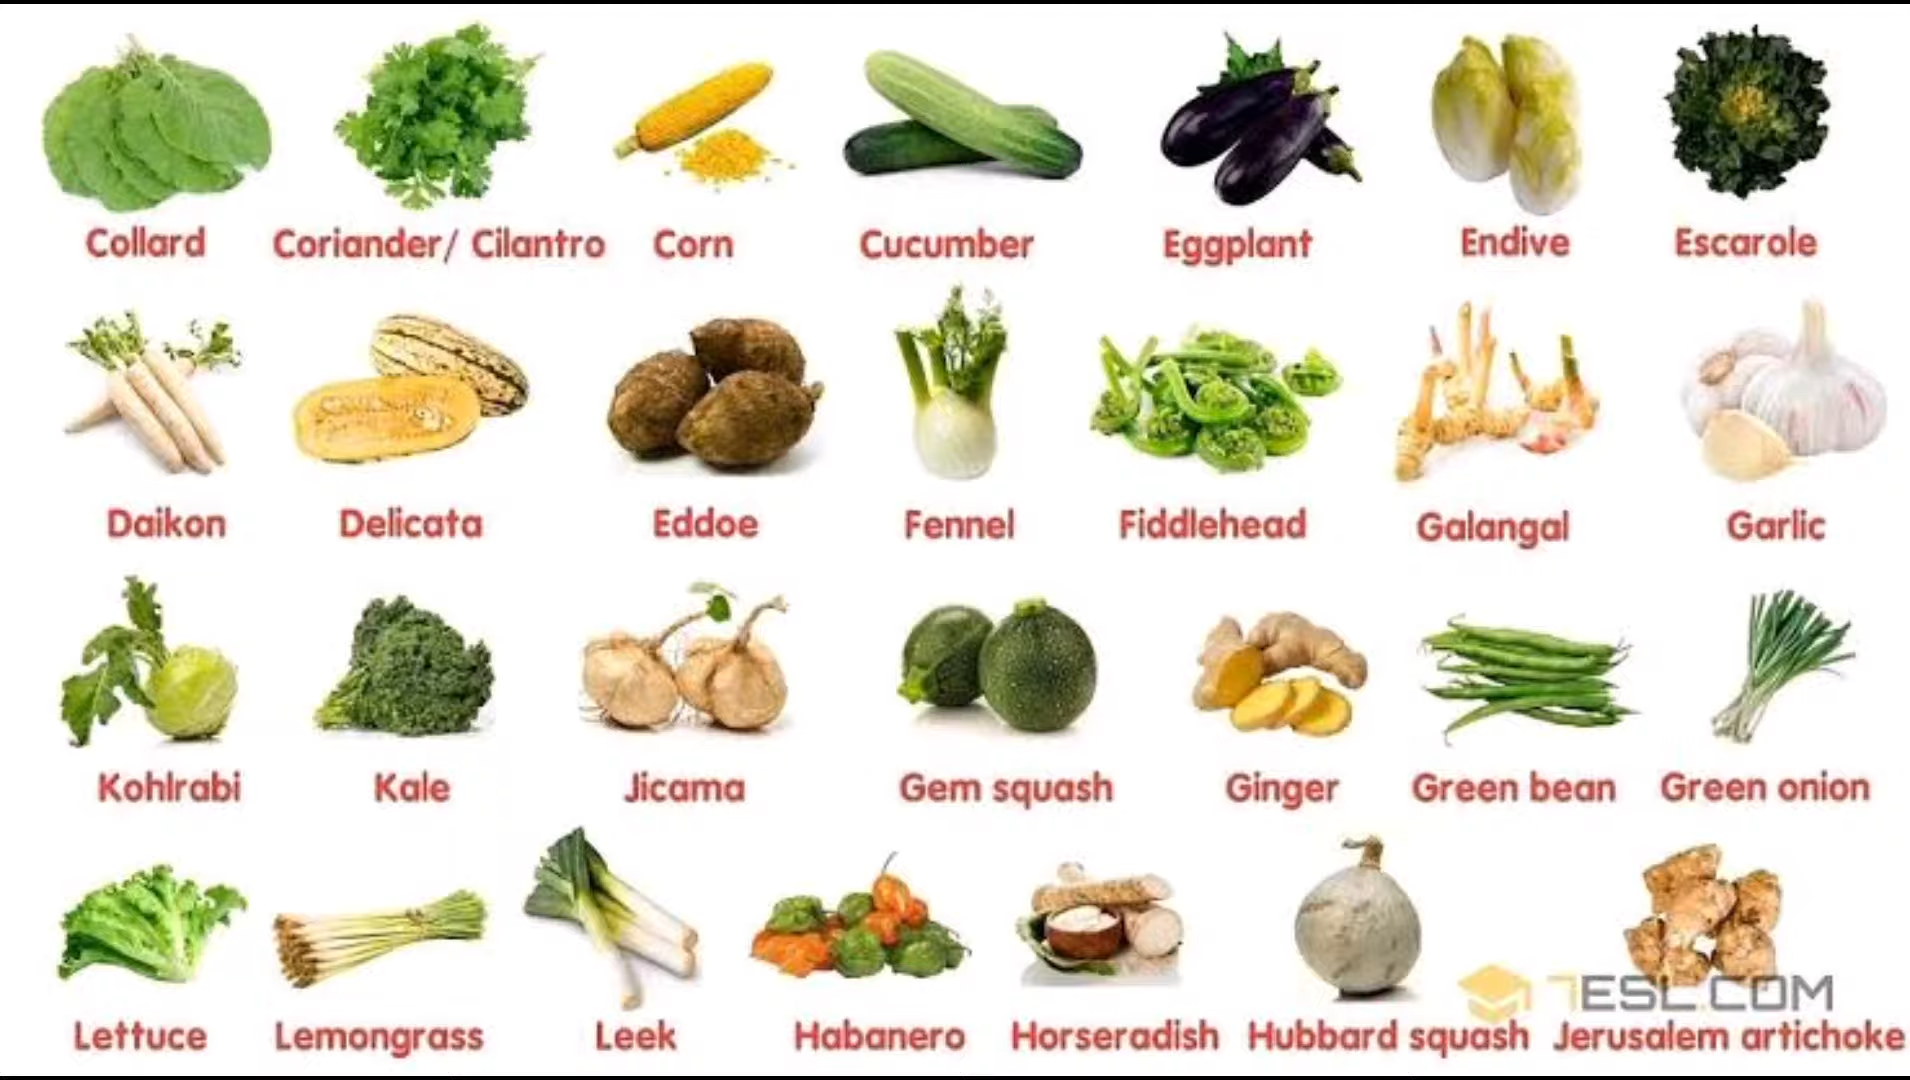 Collard Coriander/ Cilantro Corn Cucumber Eggplant Endive Escarole
Daikon Delicata Eddoe Fennel Fiddlehead Galangal Garlic
Kohlrabi Kale Jicama Gem squash Ginger Green bean Green onion
7ESL.COM
Lettuce Lemongrass Leek Habanero Horseradish Hubbard squash Jerusalem artichoke